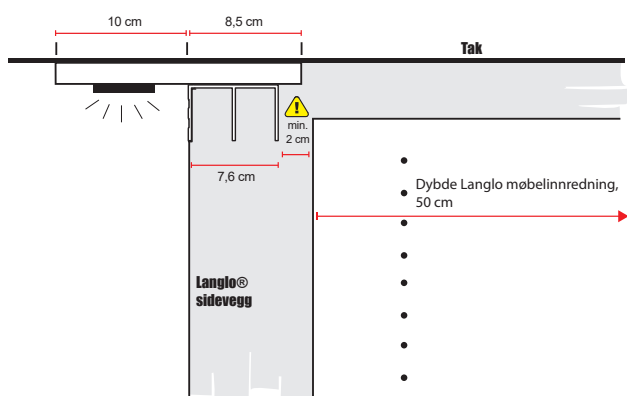 10 cm
8,5 cm
Tak
!
min.
2 cm
7,6 cm
Dybde Langlo møbelinnredning,
50 cm
Langlo®
sidevegg